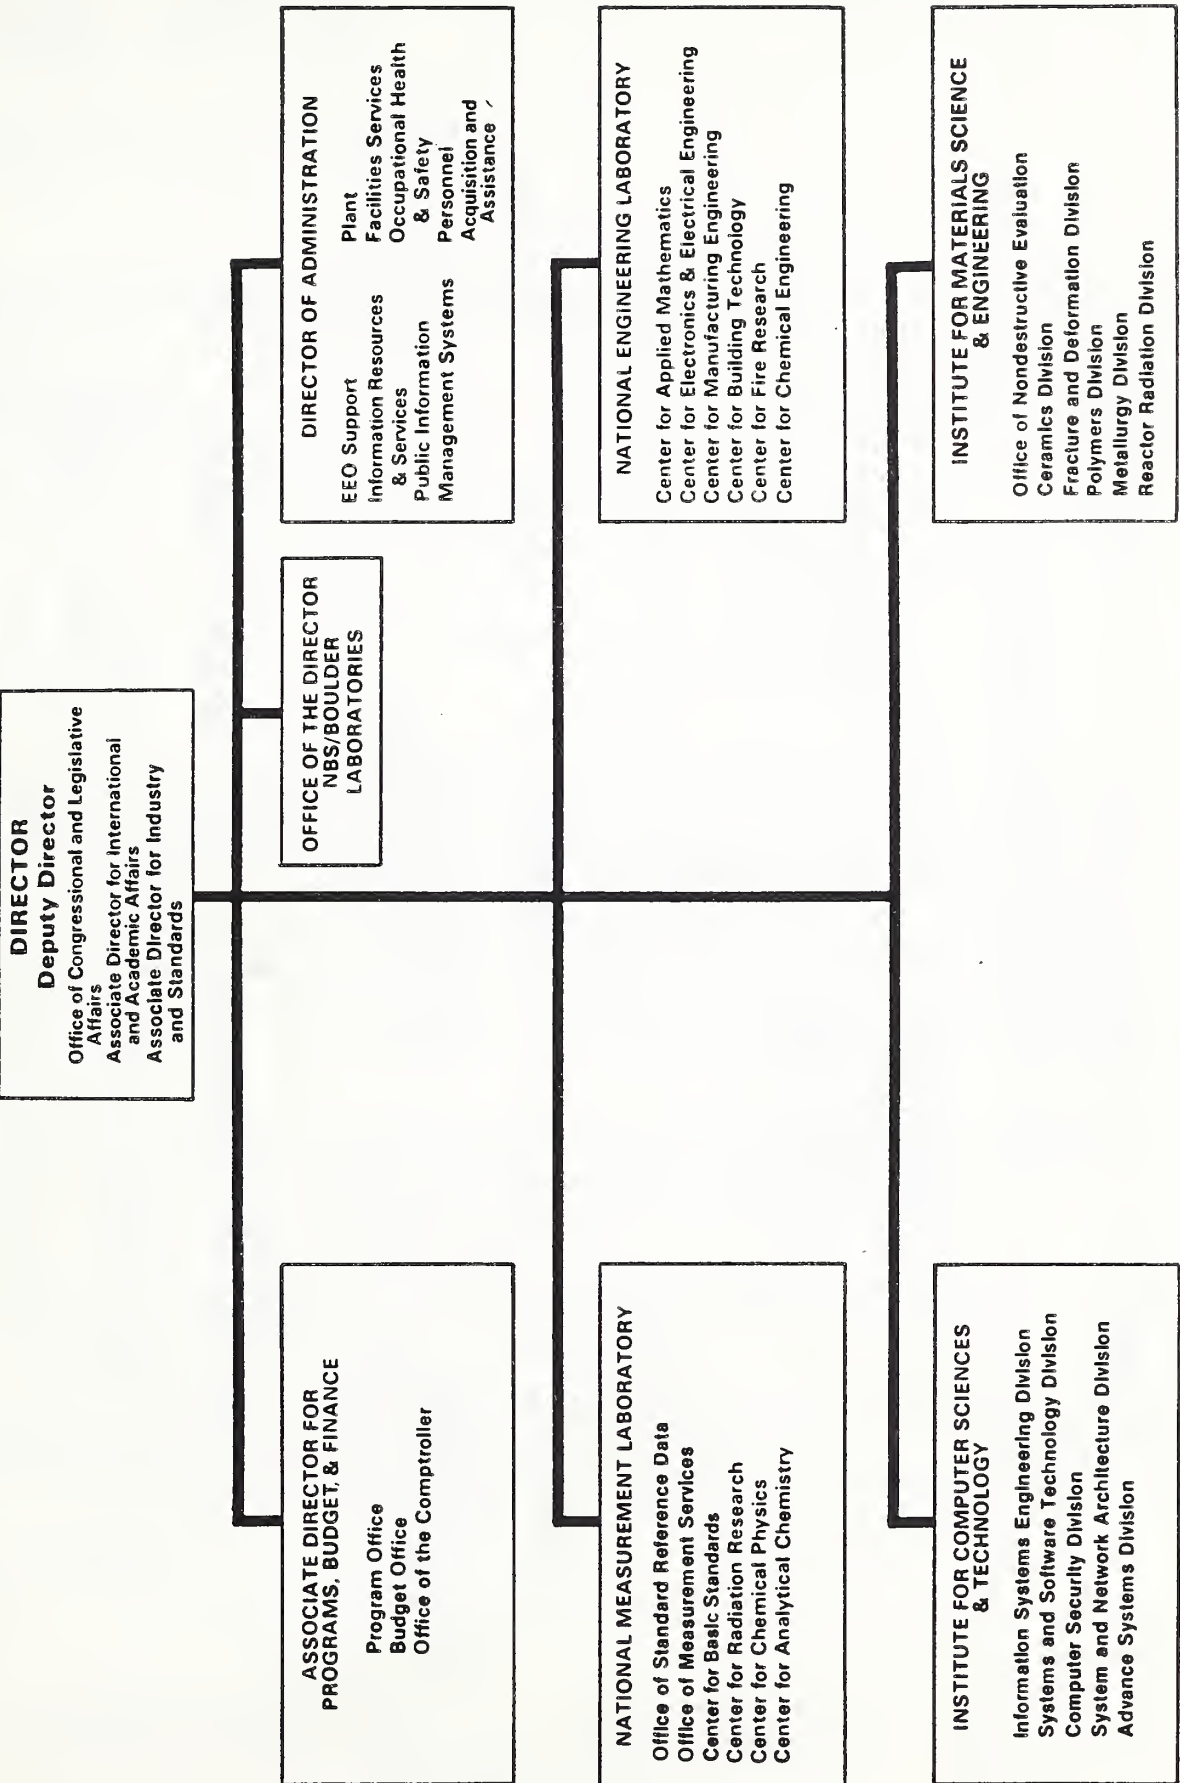 DIRECTOR
Deputy Director
Office of Congressional and Legislative
Affairs
Associate Director for International
and Academic Affairs
Associate Director for Industry
and Standards
ASSOCIATE DIRECTOR FOR
PROGRAMS, BUDGET, & FINANCE
Program Office
Budget Office
Office of the Comptroller
OFFICE OF THE DIRECTOR
NBS/BOULDER
LABORATORIES
DIRECTOR OF ADMINISTRATION
EEO Support
Information Resources
& Services
Public Information
Management Systems
Plant
Facilities Services
Occupational Health
& Safety
Personnel
Acquisition and
Assistance
NATIONAL MEASUREMENT LABORATORY
Office of Standard Reference Data
Office of Measurement Services
Center for Basic Standards
Center for Radiation Research
Center for Chemical Physics
Center for Analytical Chemistry
NATIONAL ENGINEERING LABORATORY
Center for Applied Mathematics
Center for Electronics & Electrical Engineering
Center for Manufacturing Engineering
Center for Building Technology
Center for Fire Research
Center for Chemical Engineering
INSTITUTE FOR COMPUTER SCIENCES
& TECHNOLOGY
Information Systems Engineering Division
Systems and Software Technology Division
Computer Security Division
System and Network Architecture Division
Advance Systems Division
INSTITUTE FOR MATERIALS SCIENCE
& ENGINEERING
Office of Nondestructive Evaluation
Ceramics Division
Fracture and Deformation Division
Polymers Division
Metallurgy Division
Reactor Radiation Division